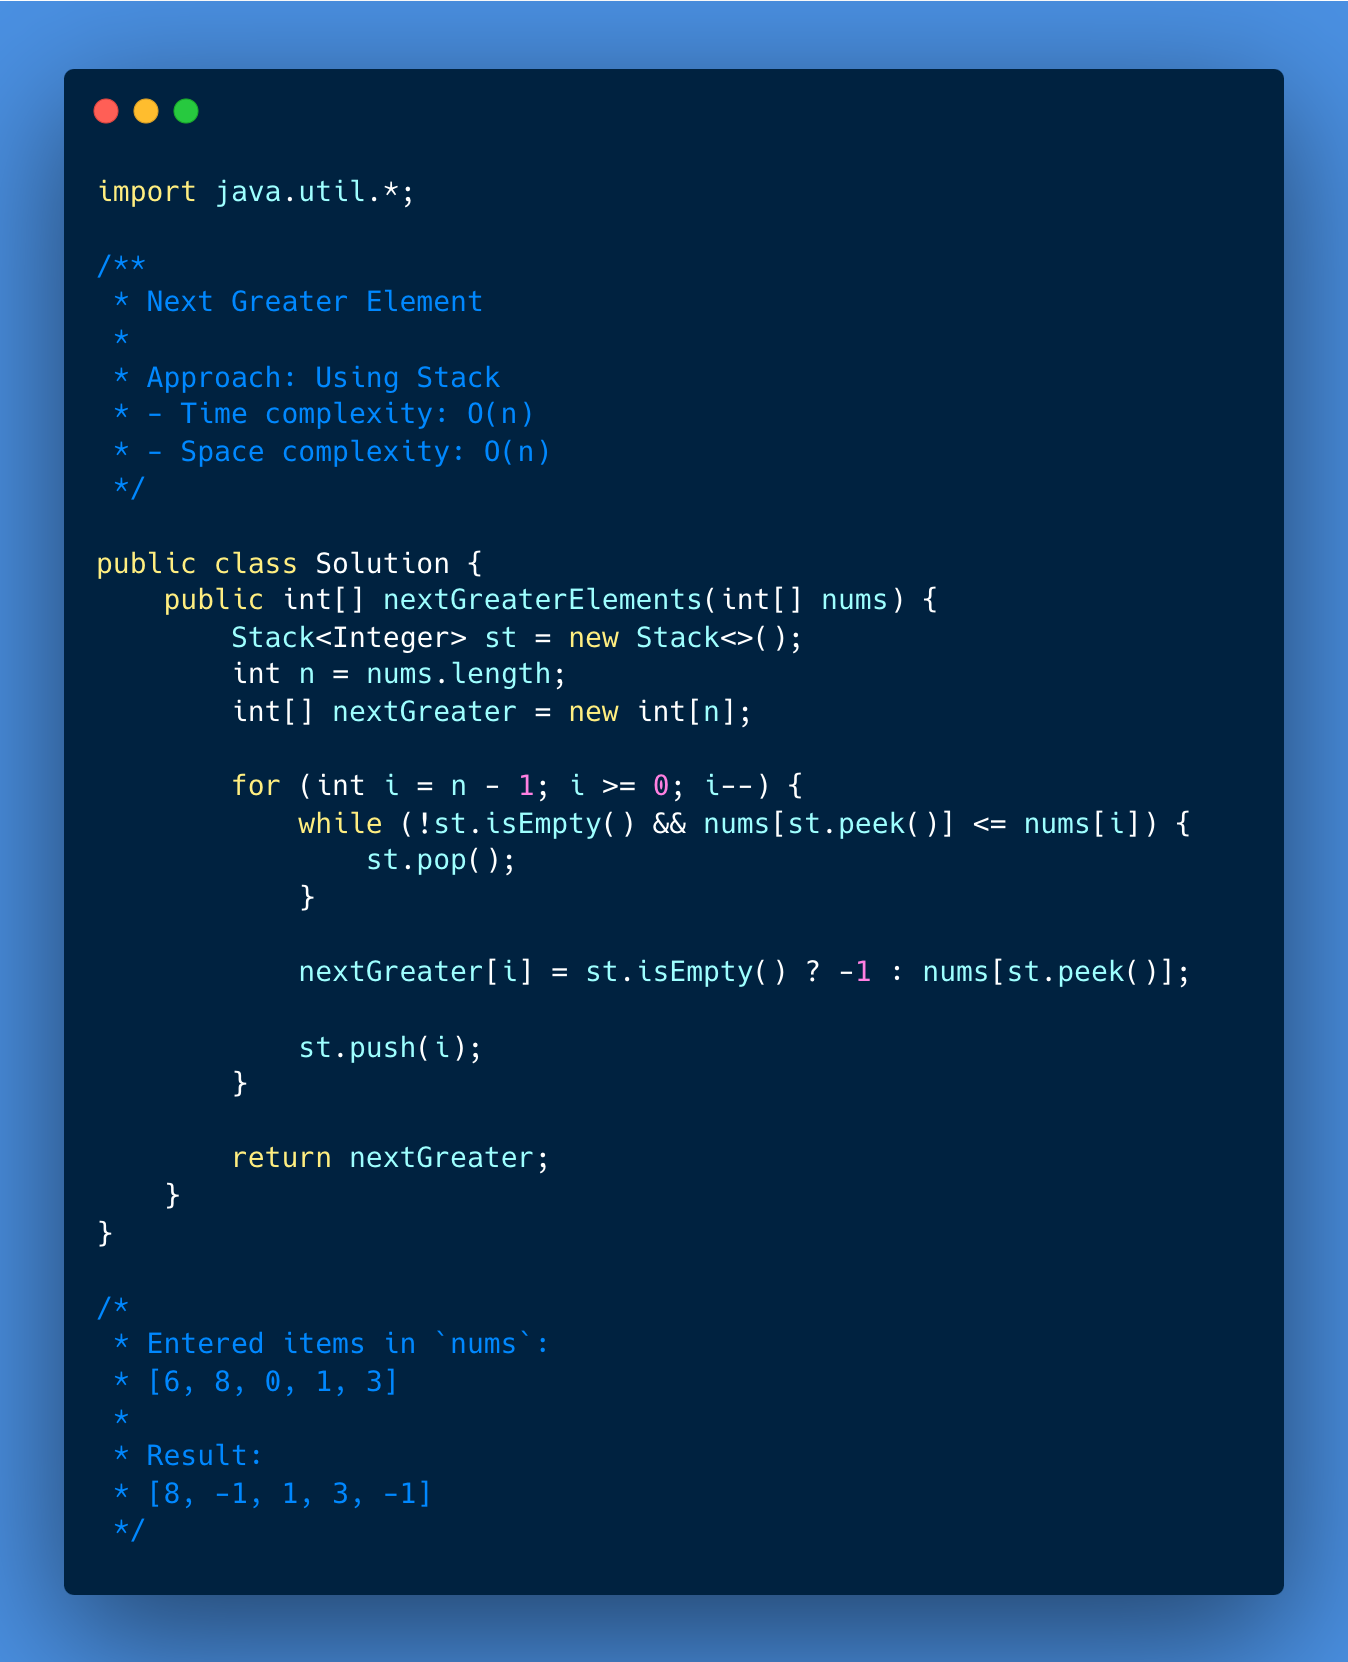 import java.util.*;

/**
 * Next Greater Element
 *
 * Approach: Using Stack
 * - Time complexity: O(n)
 * - Space complexity: O(n)
 */

public class Solution {
    public int[] nextGreaterElements(int[] nums) {
        Stack<Integer> st = new Stack<>();
        int n = nums.length;
        int[] nextGreater = new int[n];

        for (int i = n - 1; i >= 0; i--) {
            while (!st.isEmpty() && nums[st.peek()] <= nums[i]) {
                st.pop();
            }

            nextGreater[i] = st.isEmpty() ? -1 : nums[st.peek()];

            st.push(i);
        }

        return nextGreater;
    }
}

/*
 * Entered items in `nums`:
 * [6, 8, 0, 1, 3]
 *
 * Result:
 * [8, -1, 1, 3, -1]
 */